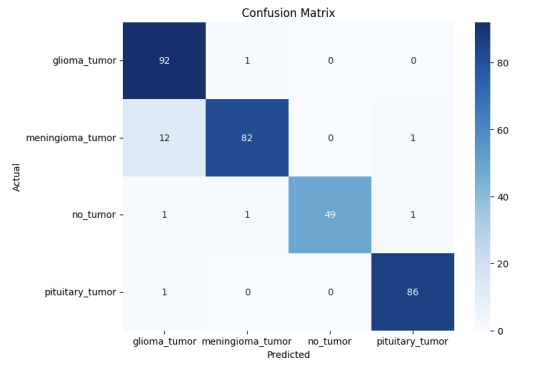 Confusion Matrix
glioma_tumor
92 1 0 0
meningioma_tumor
12 82 0 1
no_tumor
1 1 49 1
pituitary_tumor
1 0 0 86
Actual
glioma_tumor meningioma_tumor no_tumor pituitary_tumor
Predicted
80
60
40
20
0